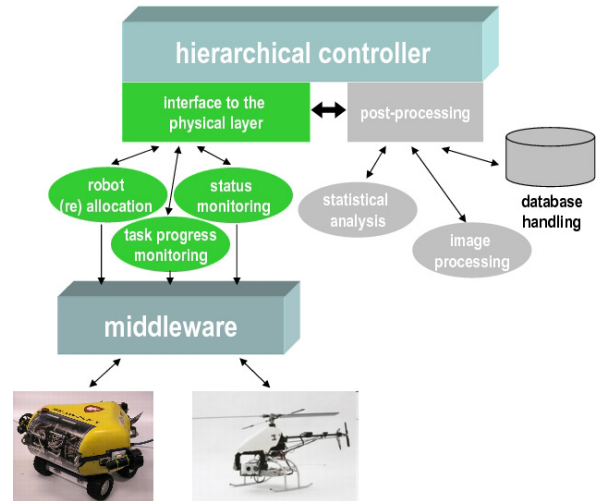 hierarchical controller
interface to the
physical layer
post-processing
robot
(re) allocation
status
monitoring
task progress
monitoring
statistical
analysis
image
processing
database
handling
middleware